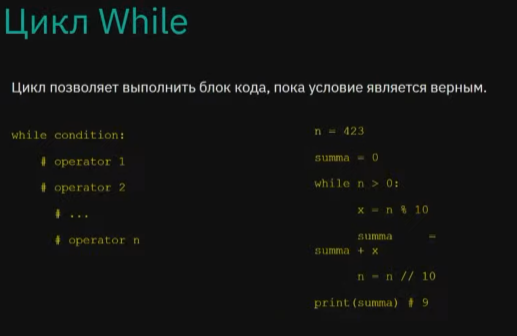 Цикл While
Цикл позволяет выполнить блок кода, пока условие является верным.
while condition:
# operator 1
# operator 2
# ...
# operator n
n = 423
summa = 0
while n > 0:
x = n % 10
summa =
summa + x
n = n // 10
print(summa) # 9